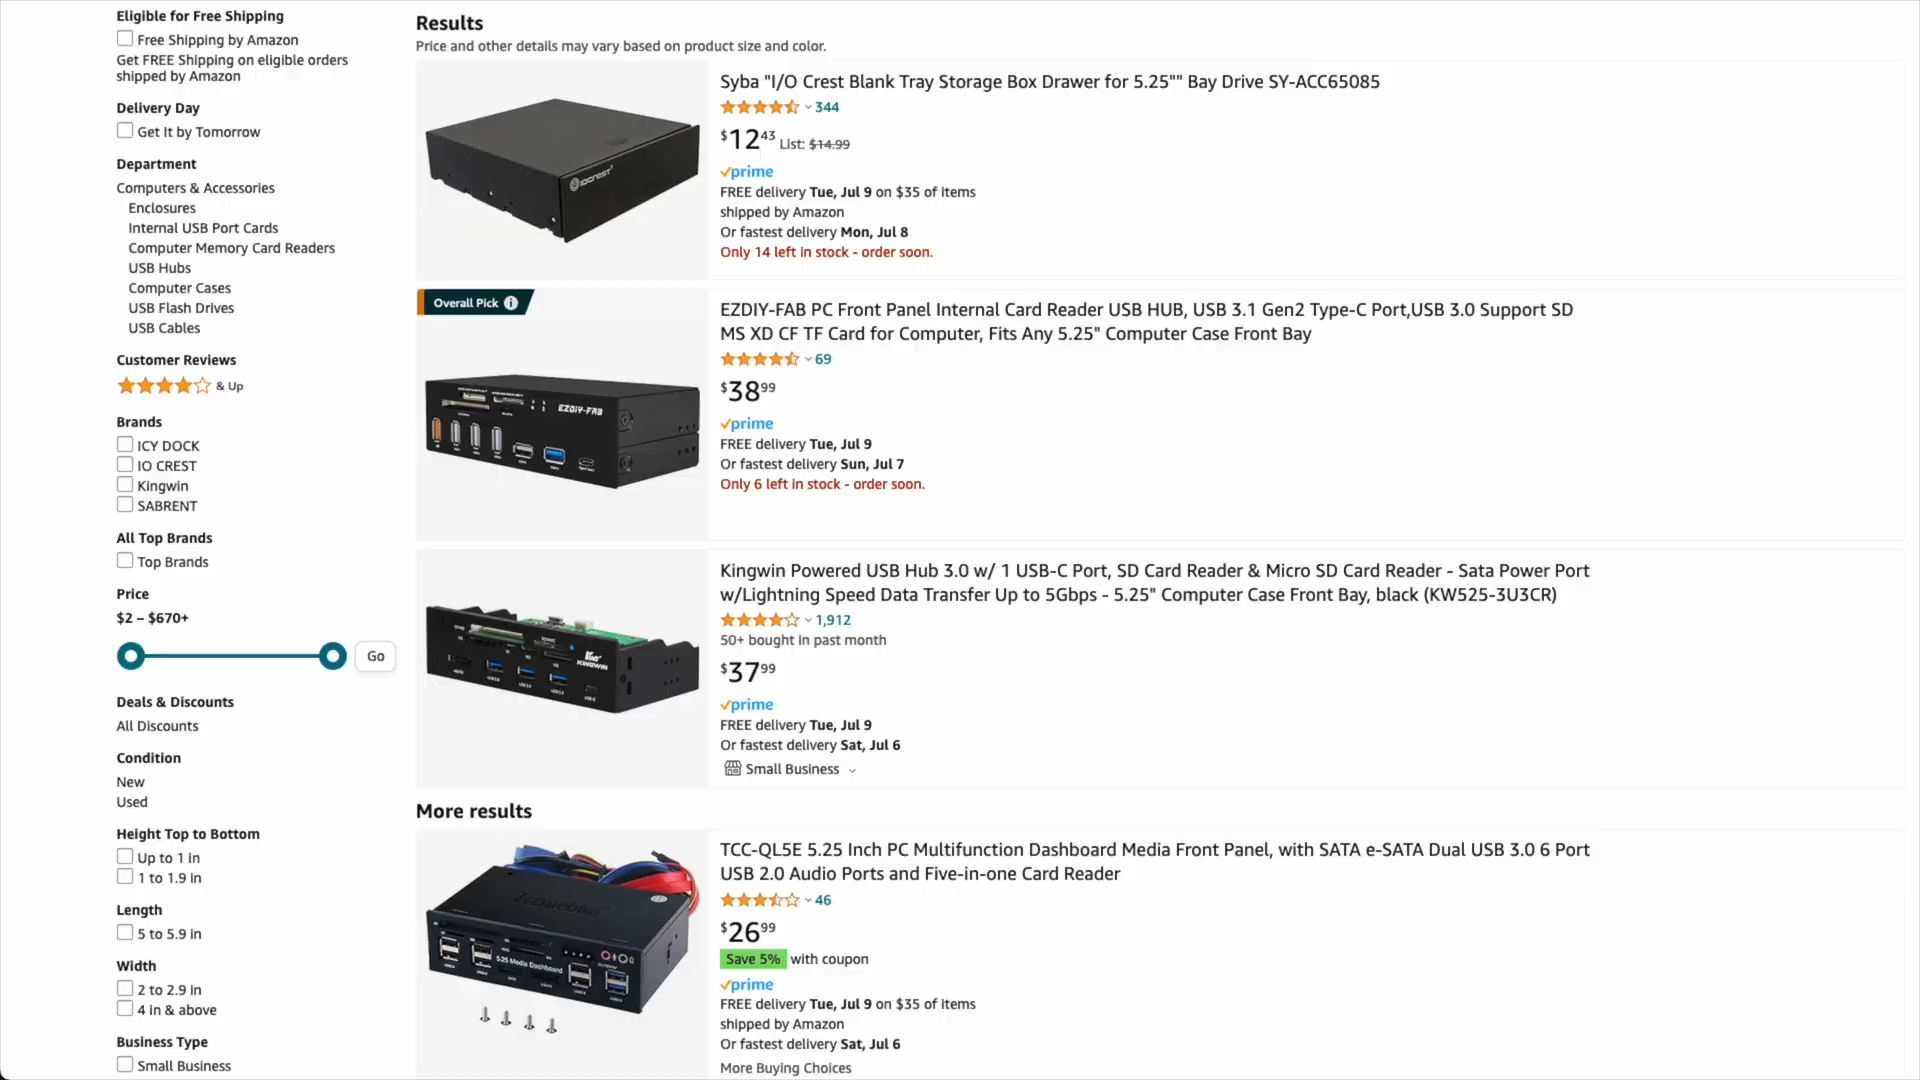 Eligible for Free Shipping
Free Shipping by Amazon
Get FREE Shipping on eligible orders
shipped by Amazon
Delivery Day
Get It by Tomorrow
Department
Computers & Accessories
Enclosures
Internal USB Port Cards
Computer Memory Card Readers
USB Hubs
Computer Cases
USB Flash Drives
USB Cables
Customer Reviews
& Up
Brands
ICY DOCK
IO CREST
Kingwin
SABRENT
All Top Brands
Top Brands
Price
$2 – $670+
Go
Deals & Discounts
All Discounts
Condition
New
Used
Height Top to Bottom
Up to 1 in
1 to 1.9 in
Length
5 to 5.9 in
Width
2 to 2.9 in
4 in & above
Business Type
Small Business
Results
Price and other details may vary based on product size and color.
IOCREST
Syba "I/O Crest Blank Tray Storage Box Drawer for 5.25"" Bay Drive SY-ACC65085
344
$12.43 List: $14.99
prime
FREE delivery Tue, Jul 9 on $35 of items
shipped by Amazon
Or fastest delivery Mon, Jul 8
Only 14 left in stock - order soon.
Overall Pick
EZDIY-FAB
EZDIY-FAB PC Front Panel Internal Card Reader USB HUB, USB 3.1 Gen2 Type-C Port,USB 3.0 Support SD
MS XD CF TF Card for Computer, Fits Any 5.25" Computer Case Front Bay
69
$38.99
prime
FREE delivery Tue, Jul 9
Or fastest delivery Sun, Jul 7
Only 6 left in stock - order soon.
KINGWIN
Kingwin Powered USB Hub 3.0 w/ 1 USB-C Port, SD Card Reader & Micro SD Card Reader - Sata Power Port
w/Lightning Speed Data Transfer Up to 5Gbps - 5.25" Computer Case Front Bay, black (KW525-3U3CR)
1,912
50+ bought in past month
$37.99
prime
FREE delivery Tue, Jul 9
Or fastest delivery Sat, Jul 6
Small Business
More results
5.25 Media Dashboard
TCC-QL5E 5.25 Inch PC Multifunction Dashboard Media Front Panel, with SATA e-SATA Dual USB 3.0 6 Port
USB 2.0 Audio Ports and Five-in-one Card Reader
46
$26.99
Save 5% with coupon
prime
FREE delivery Tue, Jul 9 on $35 of items
shipped by Amazon
Or fastest delivery Sat, Jul 6
More Buying Choices